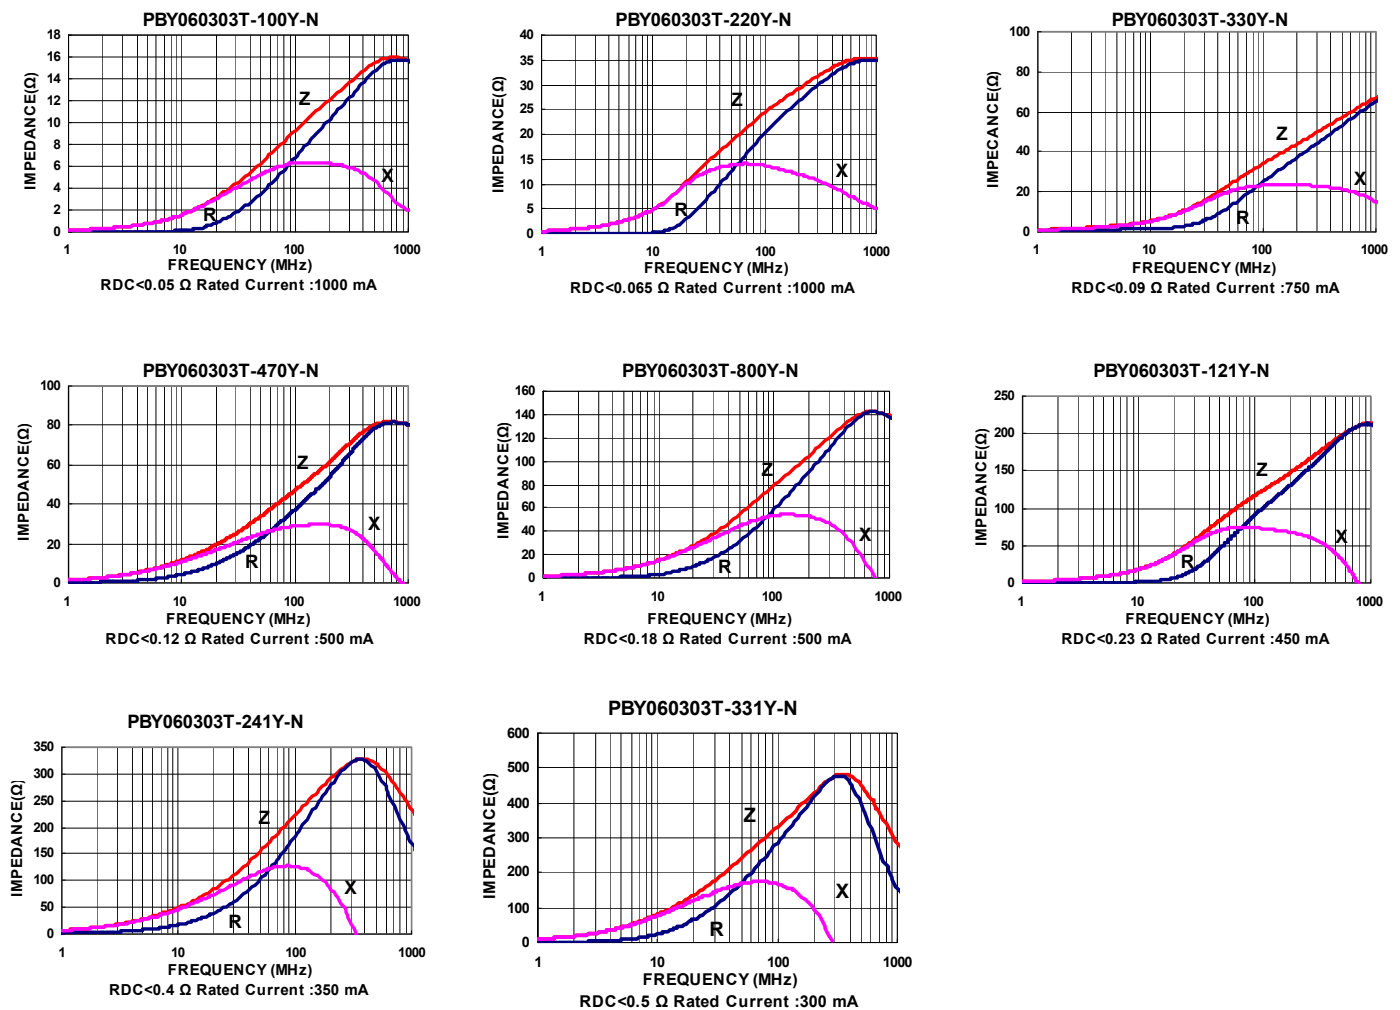 PBY060303T-100Y-N
IMPEDANCE(Ω)
18
16
14
12
10
8
6
4
2
0
Z
X
R
1 10 100 1000
FREQUENCY (MHz)
RDC<0.05 Ω Rated Current :1000 mA
PBY060303T-220Y-N
IMPEDANCE(Ω)
40
35
30
25
20
15
10
5
0
Z
X
R
1 10 100 1000
FREQUENCY (MHz)
RDC<0.065 Ω Rated Current :1000 mA
PBY060303T-330Y-N
IMPECANCE(Ω)
100
80
60
40
20
0
Z
X
R
1 10 100 1000
FREQUENCY (MHz)
RDC<0.09 Ω Rated Current :750 mA
PBY060303T-470Y-N
IMPEDANCE(Ω)
100
80
60
40
20
0
Z
X
R
1 10 100 1000
FREQUENCY (MHz)
RDC<0.12 Ω Rated Current :500 mA
PBY060303T-800Y-N
IMPEDANCE(Ω)
160
140
120
100
80
60
40
20
0
Z
X
R
1 10 100 1000
FREQUENCY (MHz)
RDC<0.18 Ω Rated Current :500 mA
PBY060303T-121Y-N
IMPEDANCE(Ω)
250
200
150
100
50
0
Z
X
R
1 10 100 1000
FREQUENCY (MHz)
RDC<0.23 Ω Rated Current :450 mA
PBY060303T-241Y-N
IMPEDANCE(Ω)
350
300
250
200
150
100
50
0
Z
X
R
1 10 100 1000
FREQUENCY (MHz)
RDC<0.4 Ω Rated Current :350 mA
PBY060303T-331Y-N
IMPEDANCE(Ω)
600
500
400
300
200
100
0
Z
X
R
1 10 100 1000
FREQUENCY (MHz)
RDC<0.5 Ω Rated Current :300 mA